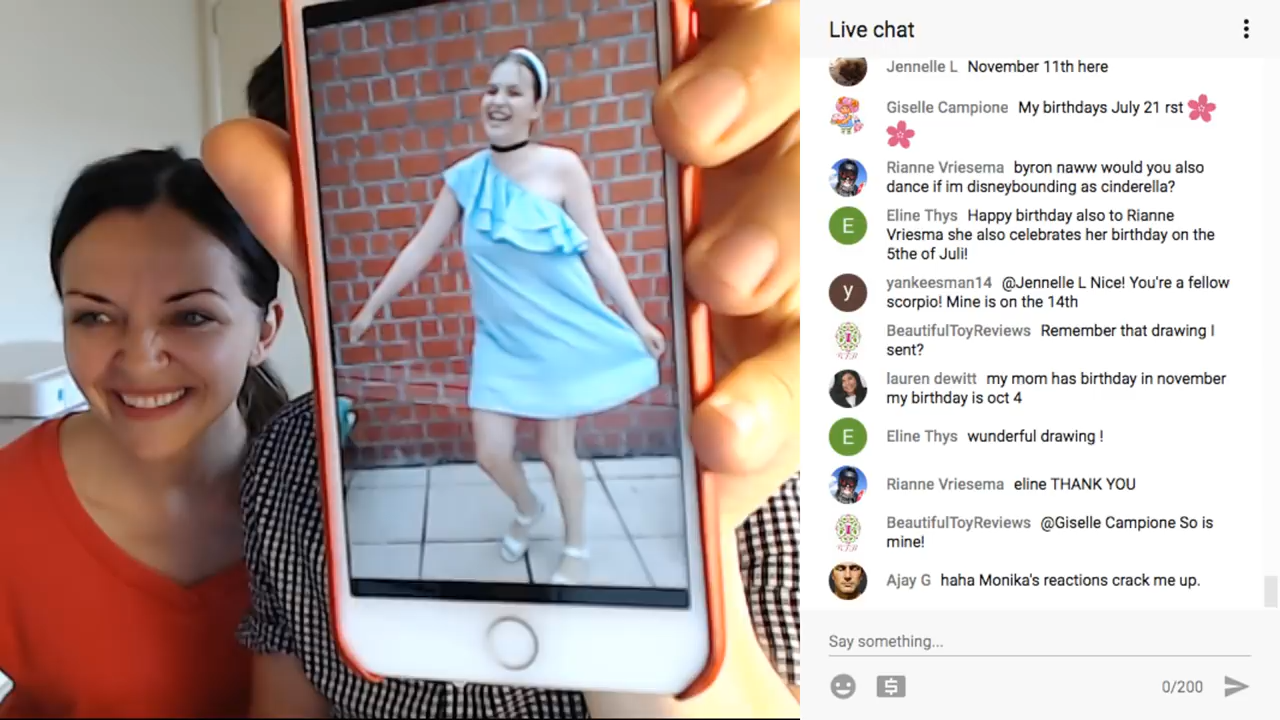 Live chat
Jennelle L November 11th here
Giselle Campione My birthdays July 21 rst
Rianne Vriesema byron naww would you also
dance if im disneybounding as cinderella?
E
Eline Thys Happy birthday also to Rianne
Vriesma she also celebrates her birthday on the
5the of Juli!
y
yankeesman14 @Jennelle L Nice! You're a fellow
scorpio! Mine is on the 14th
BeautifulToyReviews Remember that drawing I
sent?
lauren dewitt my mom has birthday in november
my birthday is oct 4
E
Eline Thys wunderful drawing !
Rianne Vriesema eline THANK YOU
BeautifulToyReviews @Giselle Campione So is
mine!
Ajay G haha Monika's reactions crack me up.
Say something...
$
0/200